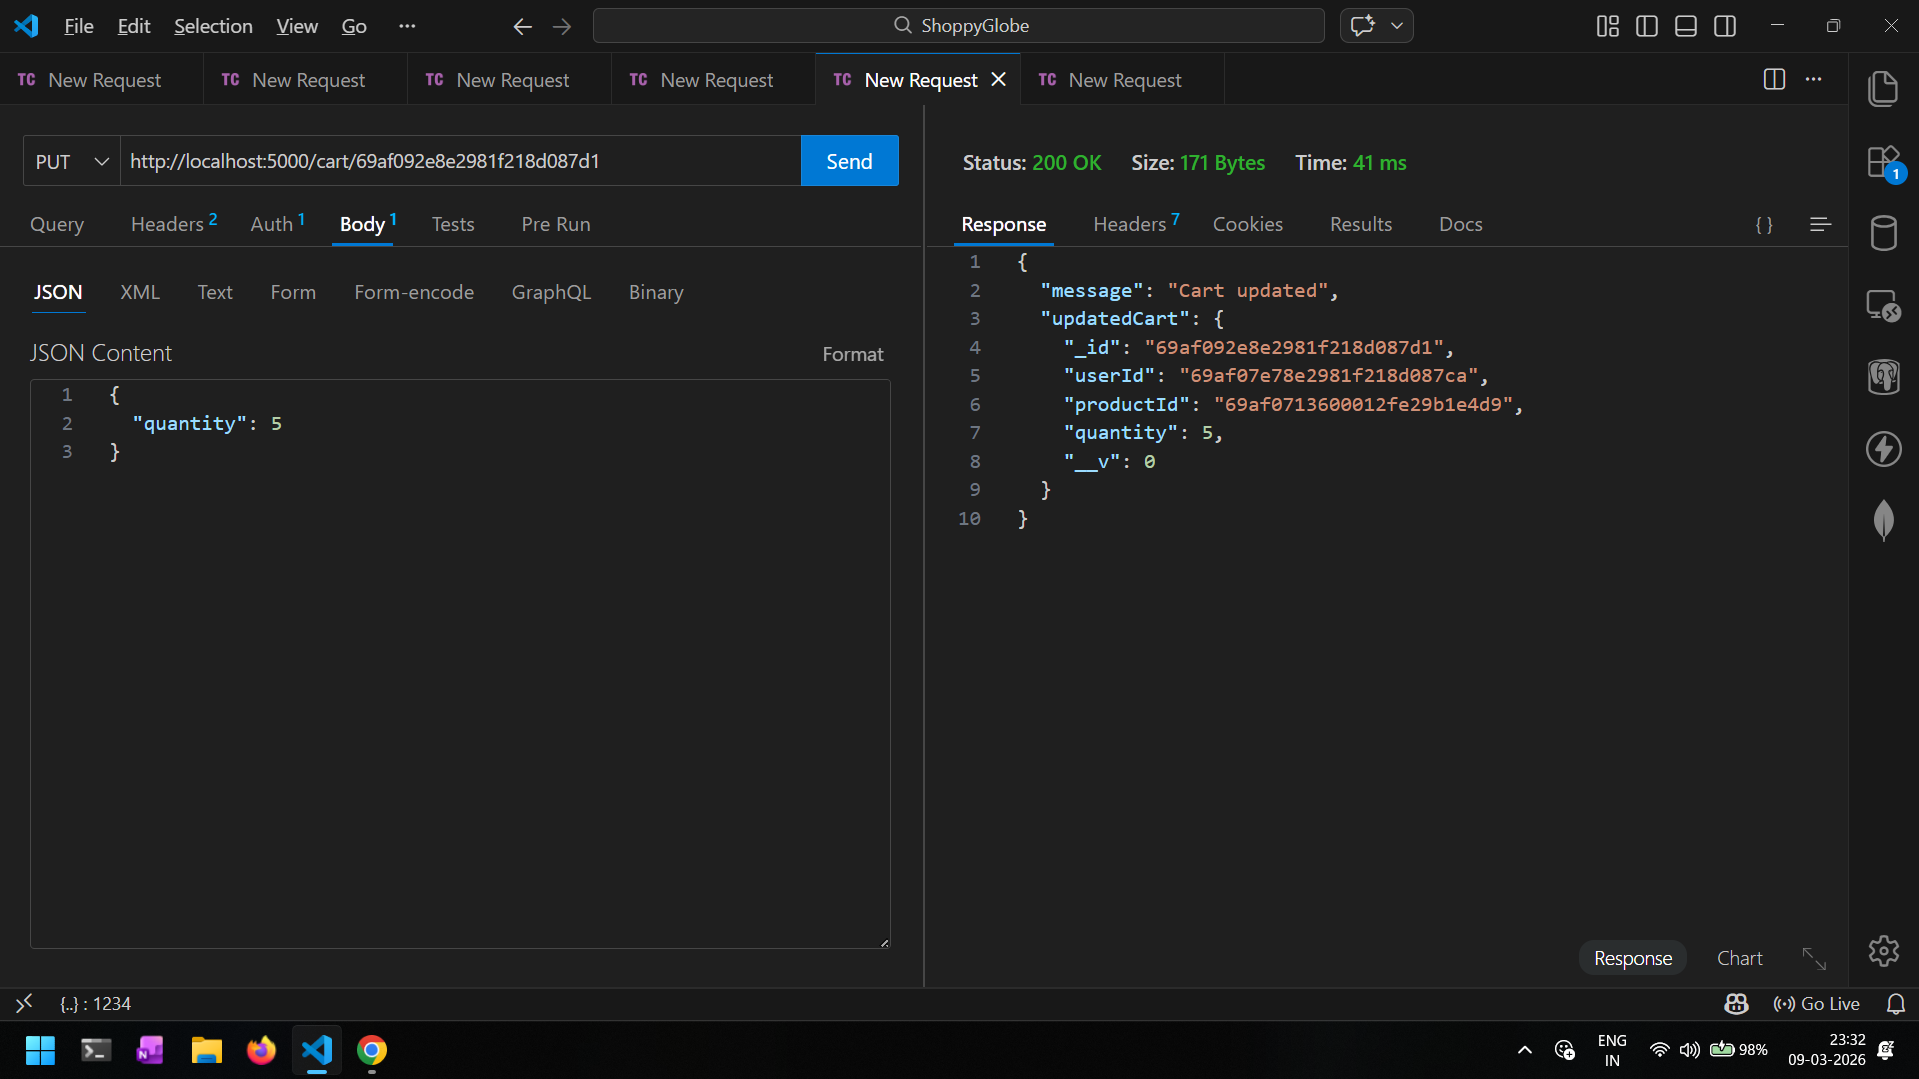 File Edit Selection View Go ··· ShoppyGlobe
TC New Request TC New Request TC New Request TC New Request TC New Request TC New Request ···
PUT http://localhost:5000/cart/69af092e8e2981f218d087d1 Send
Query Headers 2 Auth 1 Body 1 Tests Pre Run
JSON XML Text Form Form-encode GraphQL Binary
JSON Content Format
1 {
2 "quantity": 5
3 }
Status: 200 OK Size: 171 Bytes Time: 41 ms
Response Headers 7 Cookies Results Docs { }
1 {
2 "message": "Cart updated",
3 "updatedCart": {
4 "_id": "69af092e8e2981f218d087d1",
5 "userId": "69af07e78e2981f218d087ca",
6 "productId": "69af0713600012fe29b1e4d9",
7 "quantity": 5,
8 "__v": 0
9 }
10 }
Response Chart
1
{..} : 1234 Go Live
ENG
IN
98%
23:32
09-03-2026